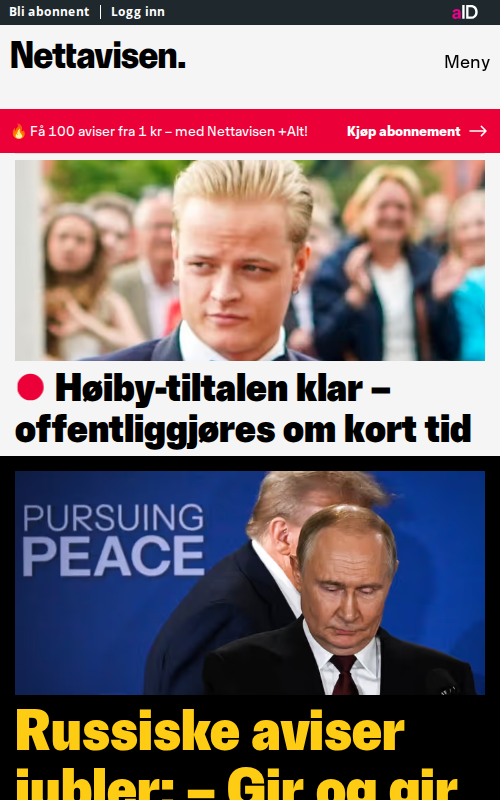 Bli abonnent | Logg inn
aID
Nettavisen.
Meny
🔥 Få 100 aviser fra 1 kr – med Nettavisen +Alt!
Kjøp abonnement →
Høiby-tiltalen klar –
offentliggjøres om kort tid
PURSUING
PEACE
Russiske aviser
jubler: – Gir og gir